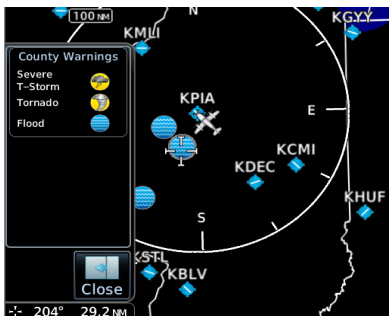 100 NM
N
KGYY
KMLI
County Warnings
Severe
T-Storm
Tornado
Flood
KPIA
E
KCMI
KDEC
KHUF
S
KSTL
KBLV
Close
204° 29.2 NM